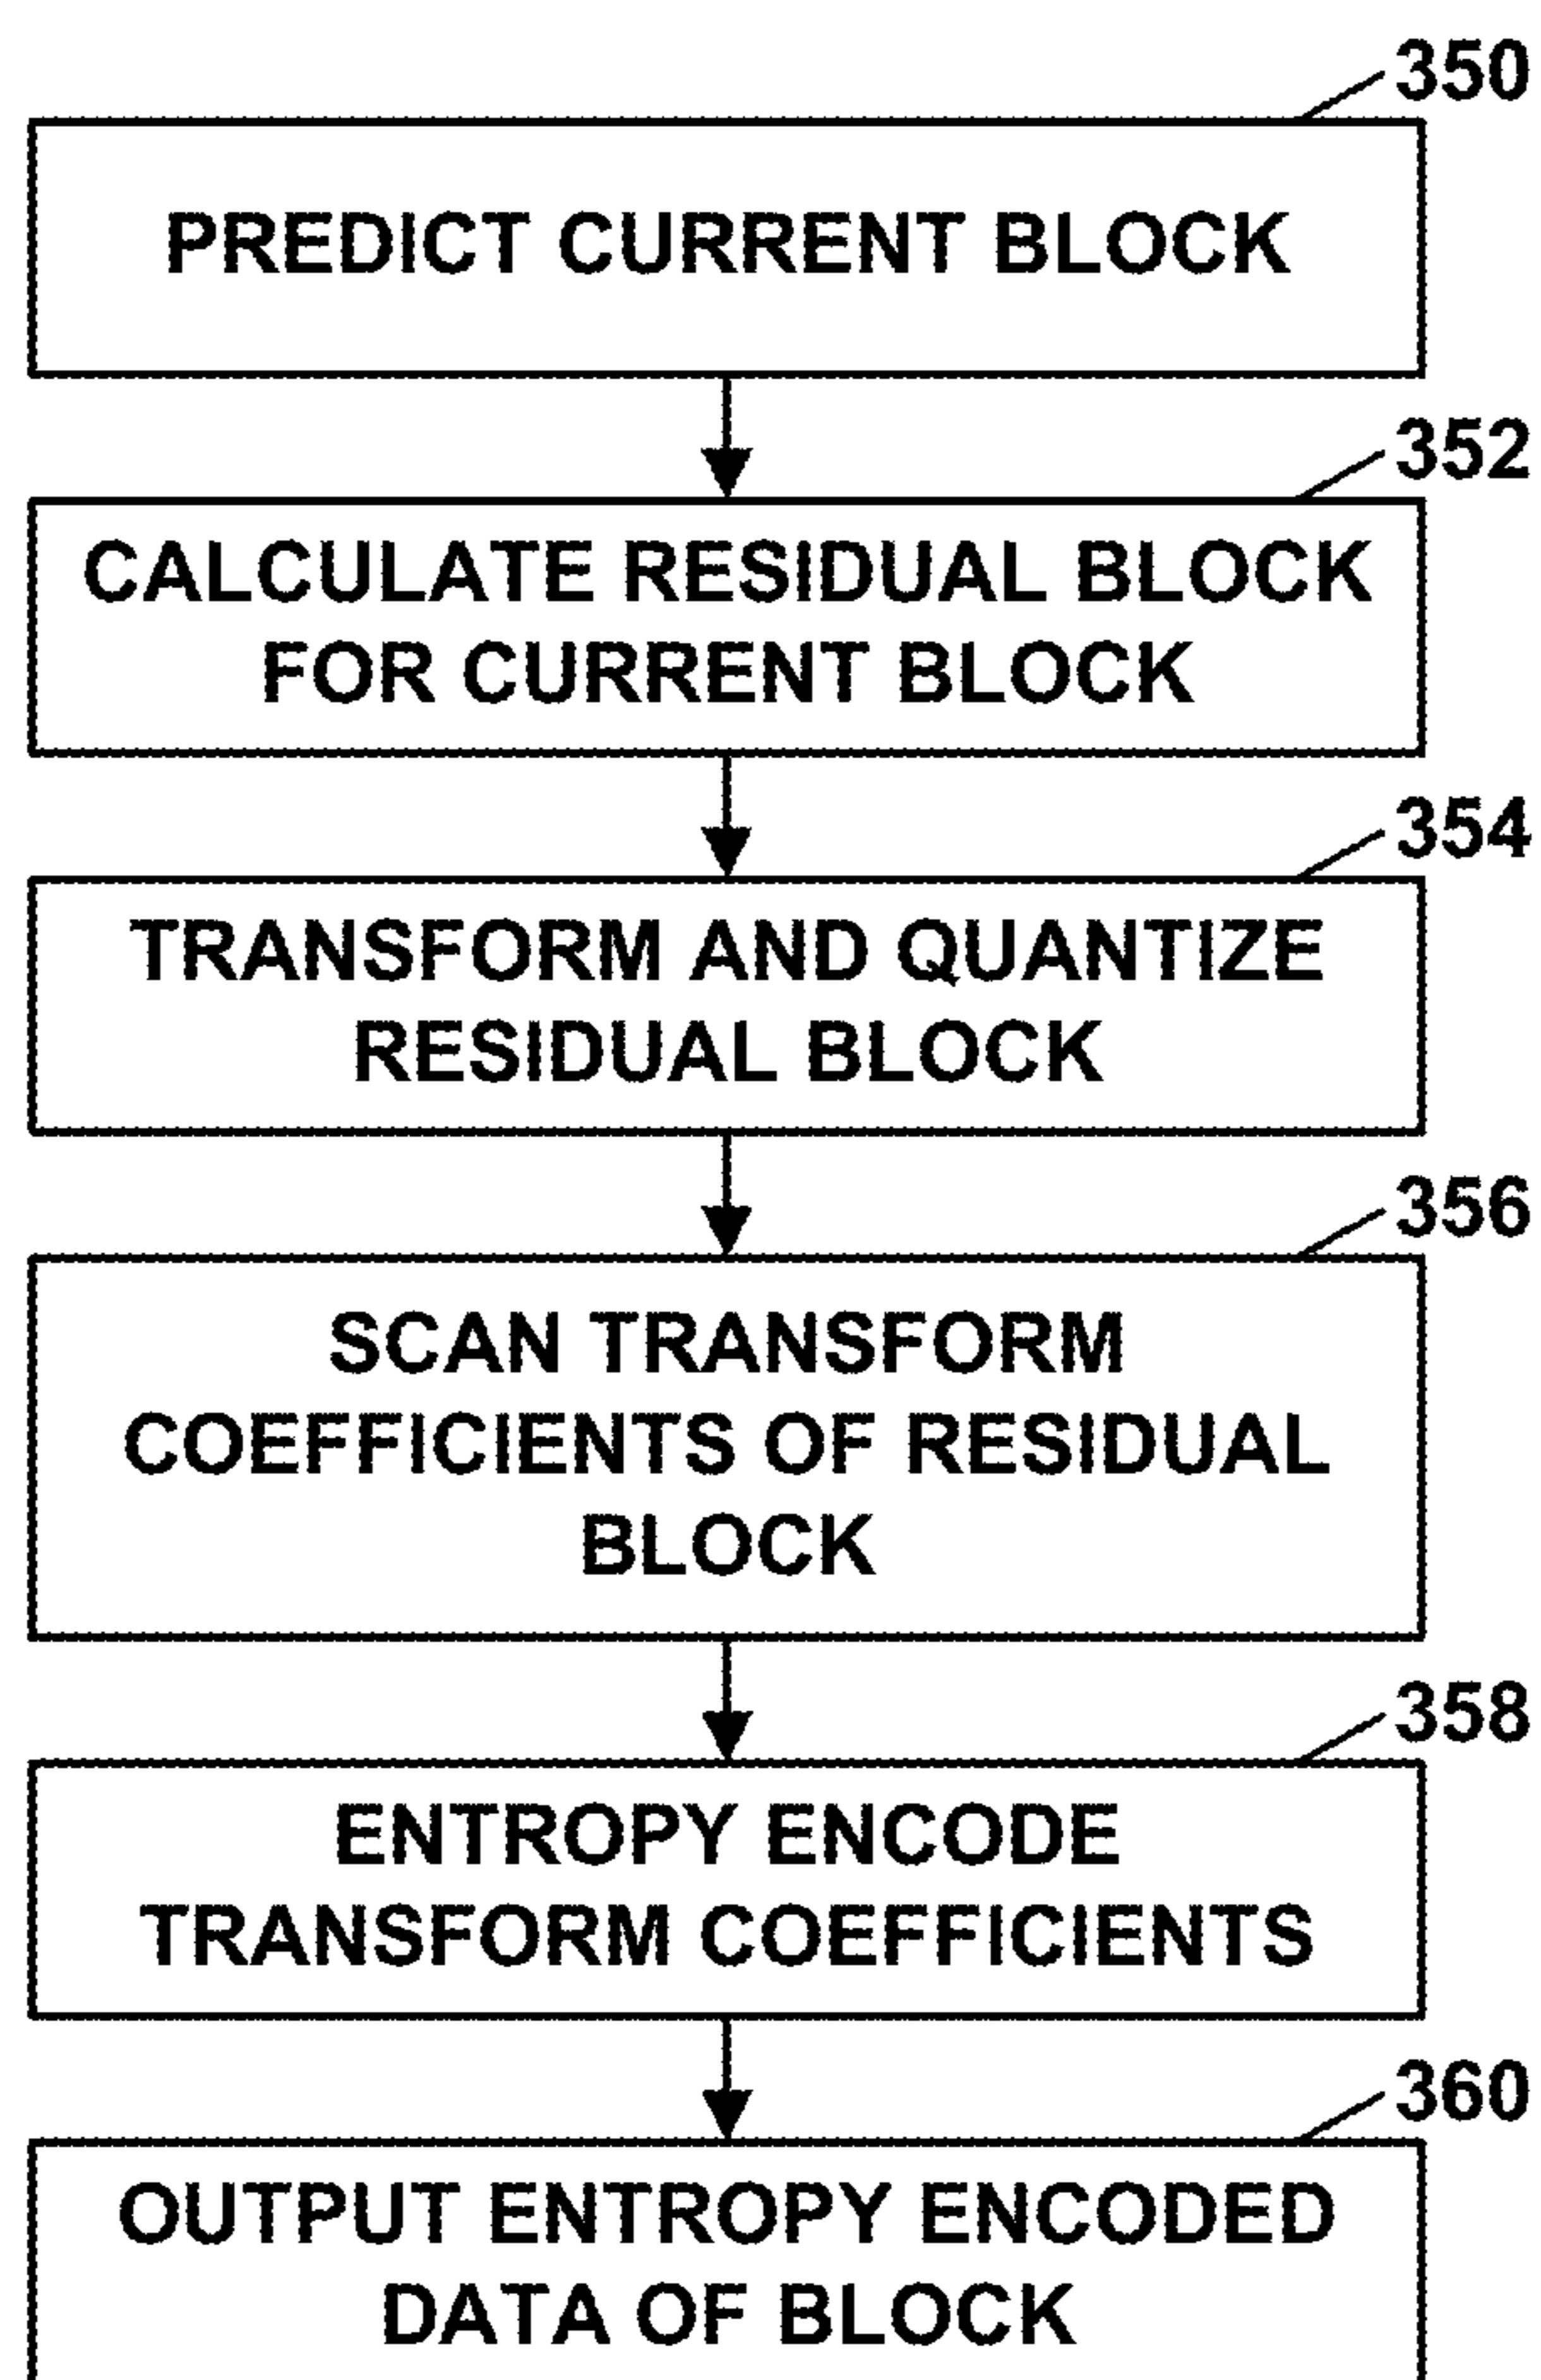 350
PREDICT CURRENT BLOCK
352
CALCULATE RESIDUAL BLOCK
FOR CURRENT BLOCK
354
TRANSFORM AND QUANTIZE
RESIDUAL BLOCK
356
SCAN TRANSFORM
COEFFICIENTS OF RESIDUAL
BLOCK
358
ENTROPY ENCODE
TRANSFORM COEFFICIENTS
360
OUTPUT ENTROPY ENCODED
DATA OF BLOCK